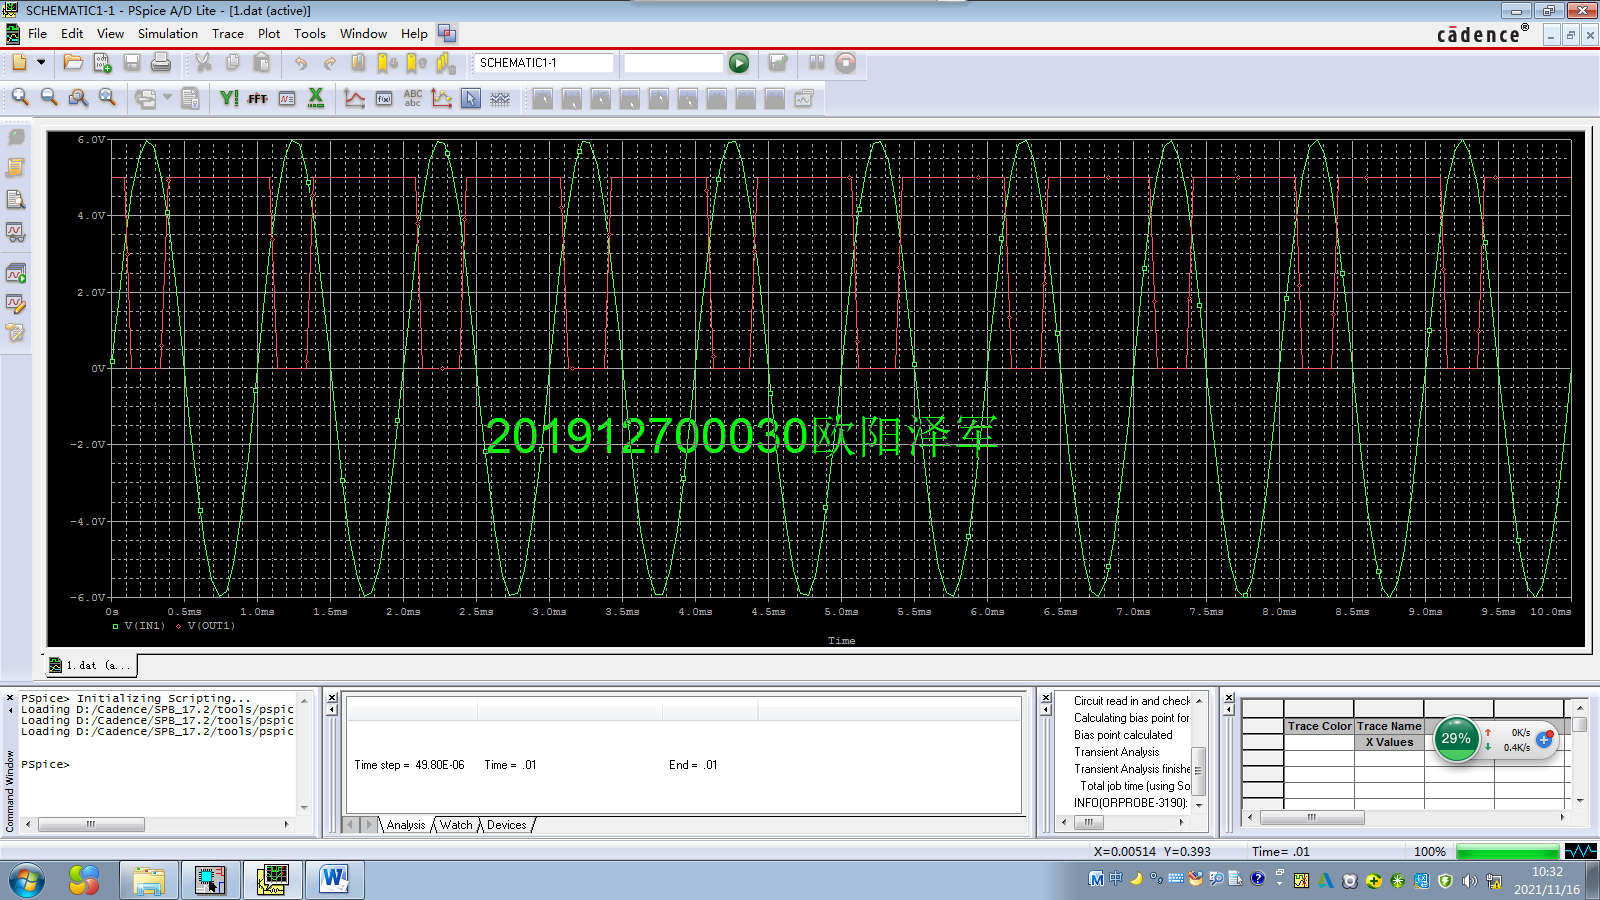 SCHEMATIC1-1 - PSpice A/D Lite - [1.dat (active)]
File Edit View Simulation Trace Plot Tools Window Help
cādence®
SCHEMATIC1-1
FFT
ABC
abc
6.0V
4.0V
2.0V
0V
-2.0V
-4.0V
-6.0V
201912700030欧阳泽军
0s 0.5ms 1.0ms 1.5ms 2.0ms 2.5ms 3.0ms 3.5ms 4.0ms 4.5ms 5.0ms 5.5ms 6.0ms 6.5ms 7.0ms 7.5ms 8.0ms 8.5ms 9.0ms 9.5ms 10.0ms
V(IN1) V(OUT1)
Time
1.dat (a...
Command Window
PSpice> Initializing Scripting...
Loading D:/Cadence/SPB_17.2/tools/pspic
Loading D:/Cadence/SPB_17.2/tools/pspic
Loading D:/Cadence/SPB_17.2/tools/pspic
PSpice>
Time step = 49.80E-06 Time = .01 End = .01
Analysis Watch Devices
Circuit read in and check
Calculating bias point for
Bias point calculated
Transient Analysis
Transient Analysis finishe
Total job time (using So
INFO(ORPROBE-3190):
Trace Color Trace Name
X Values
29%
0K/s
0.4K/s
X=0.00514 Y=0.393 Time= .01 100%
中
10:32
2021/11/16